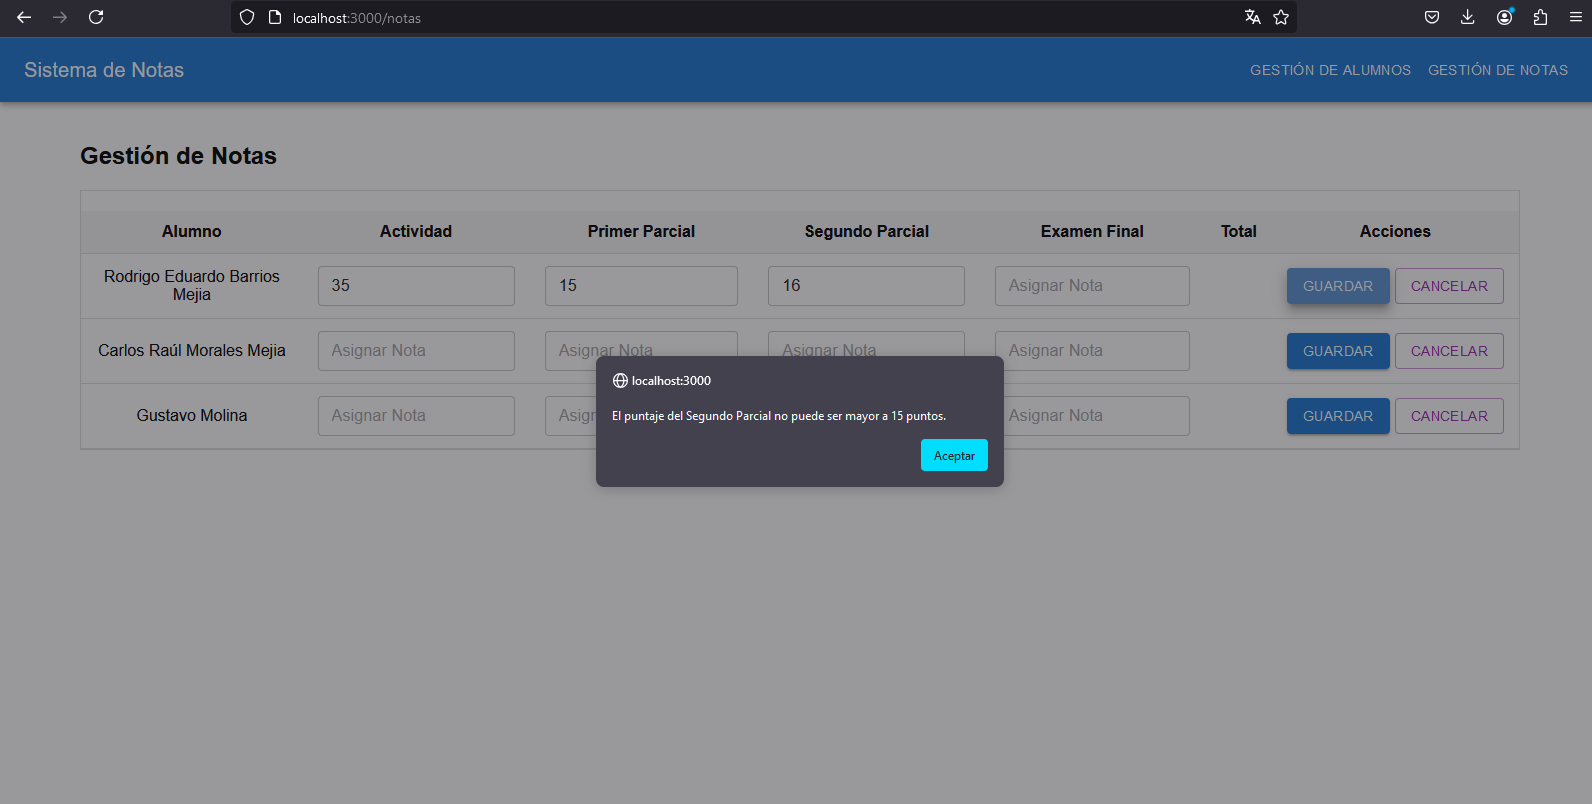 localhost:3000/notas
Sistema de Notas
GESTIÓN DE ALUMNOS
GESTIÓN DE NOTAS
Gestión de Notas
Alumno Actividad Primer Parcial Segundo Parcial Examen Final Total Acciones
Rodrigo Eduardo Barrios
Mejia
35 15 16 Asignar Nota GUARDAR CANCELAR
Carlos Raúl Morales Mejia Asignar Nota Asignar Nota Asignar Nota Asignar Nota GUARDAR CANCELAR
Gustavo Molina Asignar Nota Asign Asignar Nota GUARDAR CANCELAR
localhost:3000
El puntaje del Segundo Parcial no puede ser mayor a 15 puntos.
Aceptar